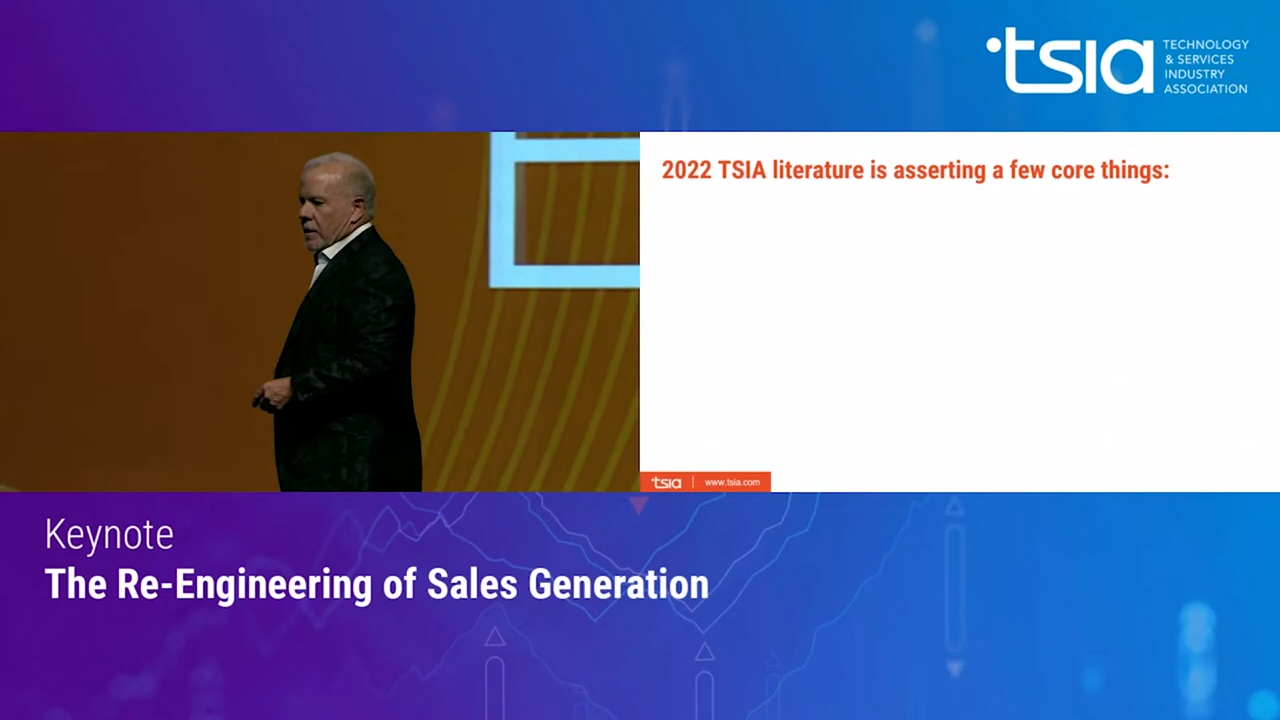 tsia
TECHNOLOGY
& SERVICES
INDUSTRY
ASSOCIATION
2022 TSIA literature is asserting a few core things:
tsia | www.tsia.com
Keynote
The Re-Engineering of Sales Generation